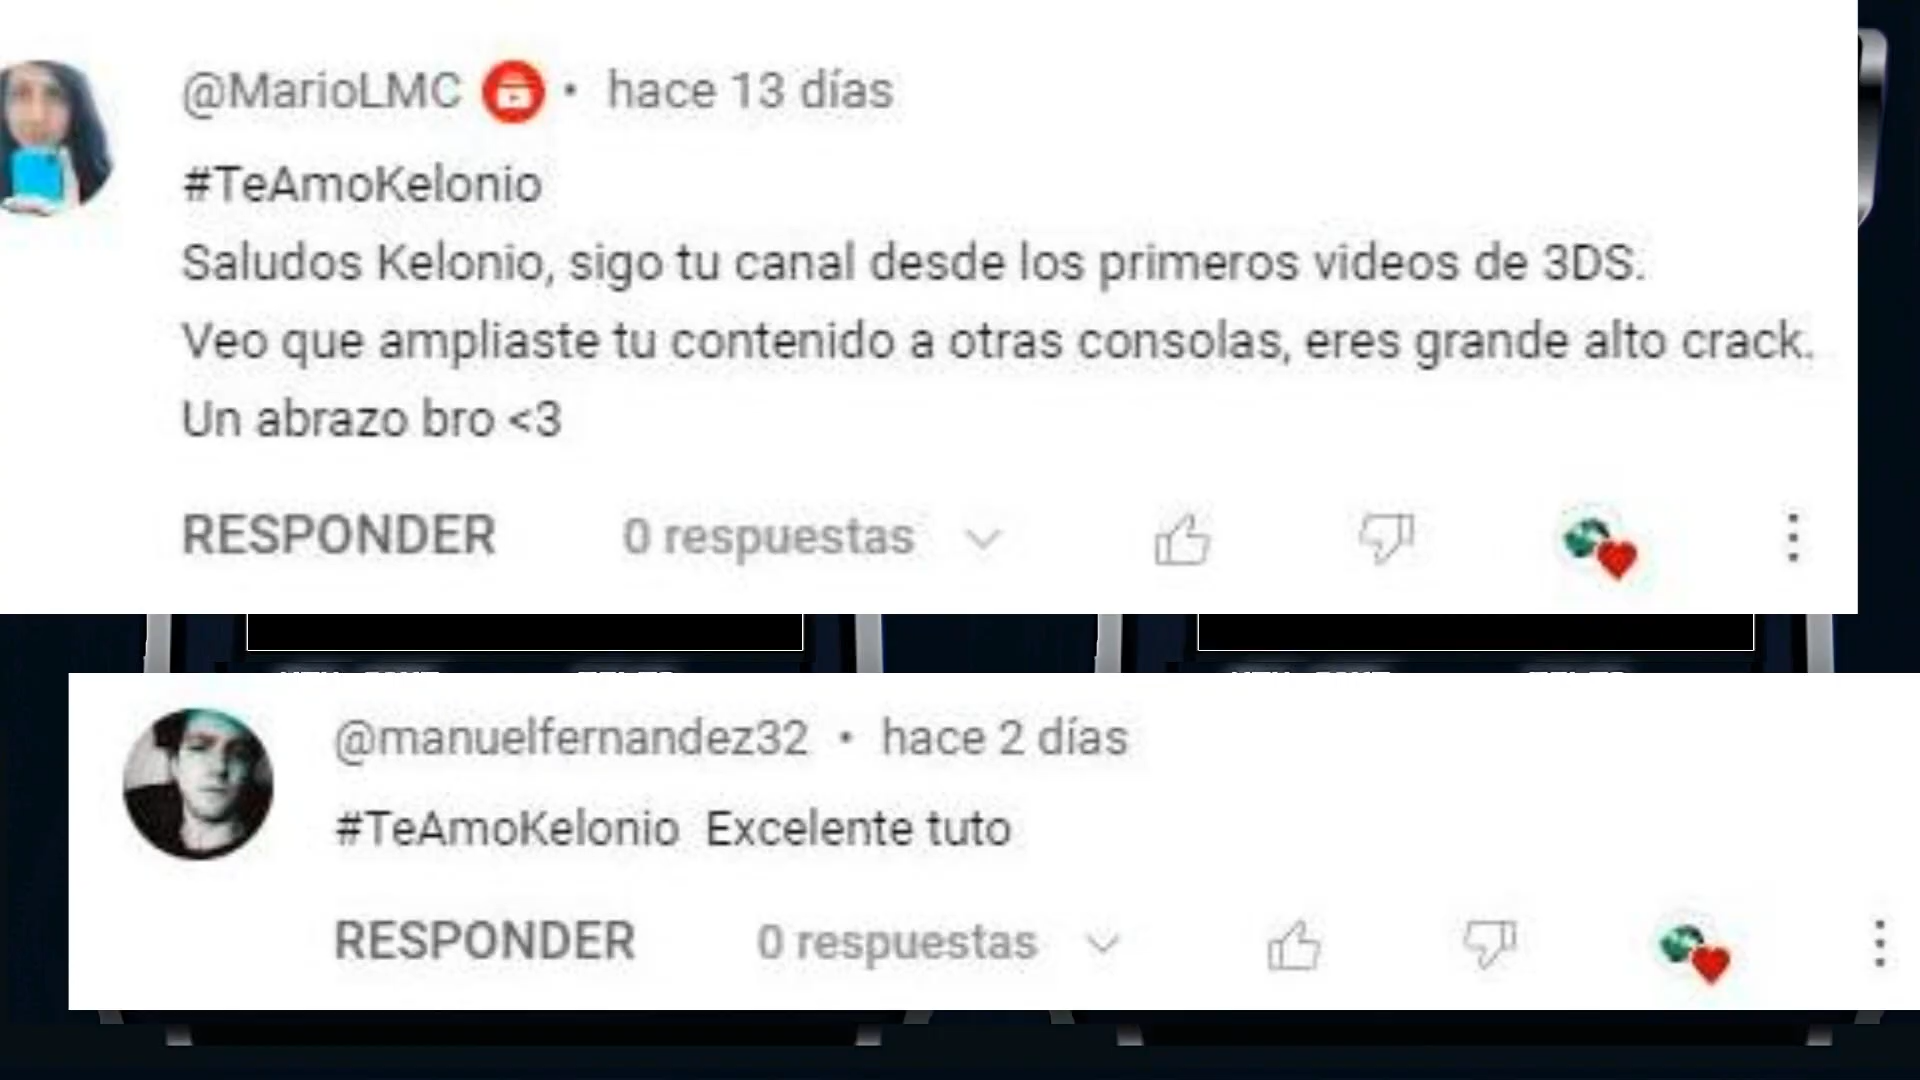 @MarioLMC • hace 13 días
#TeAmoKelonio
Saludos Kelonio, sigo tu canal desde los primeros videos de 3DS.
Veo que ampliaste tu contenido a otras consolas, eres grande alto crack.
Un abrazo bro <3
RESPONDER 0 respuestas
@manuelfernandez32 • hace 2 días
#TeAmoKelonio Excelente tuto
RESPONDER 0 respuestas